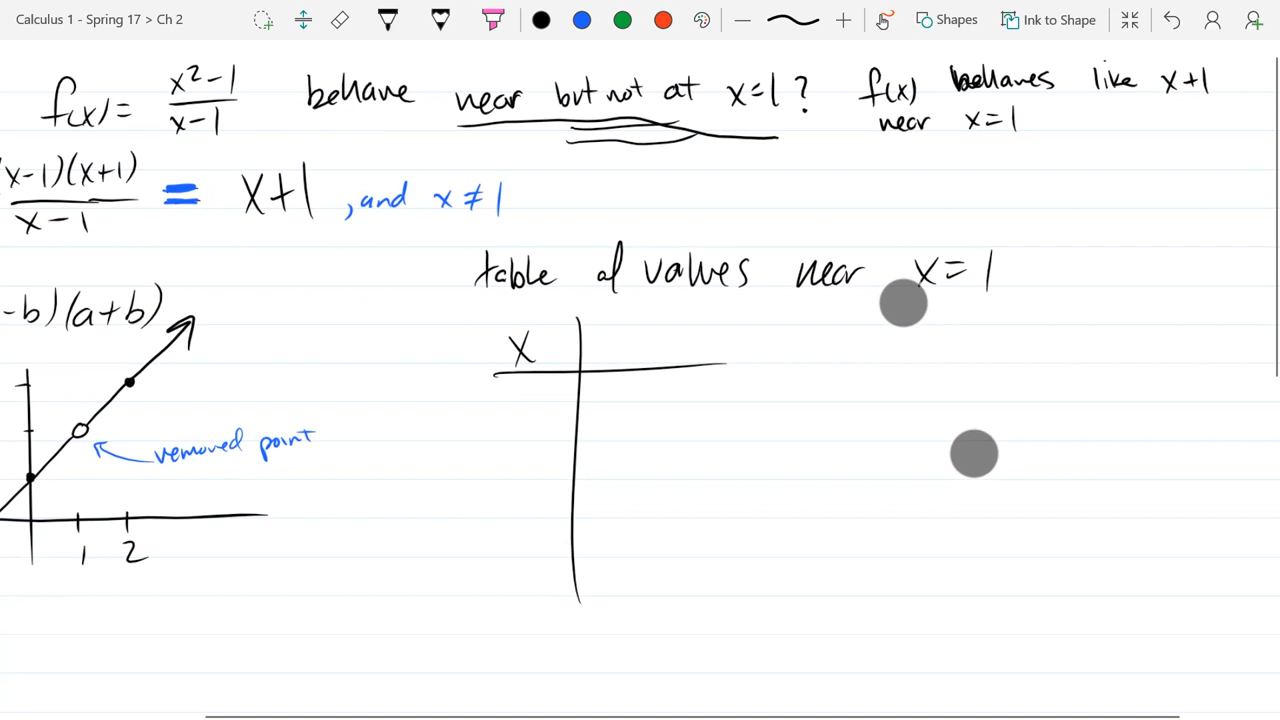 Calculus 1 - Spring 17 > Ch 2
Shapes
Ink to Shape
f(x) = x² - 1 / x - 1 behave near but not at x = 1 ? f(x) behaves like x + 1
near x = 1
x - 1)(x + 1) / x - 1 = x + 1 , and x ≠ 1
table of values near x = 1
- b)(a + b)
x
removed point
1 2